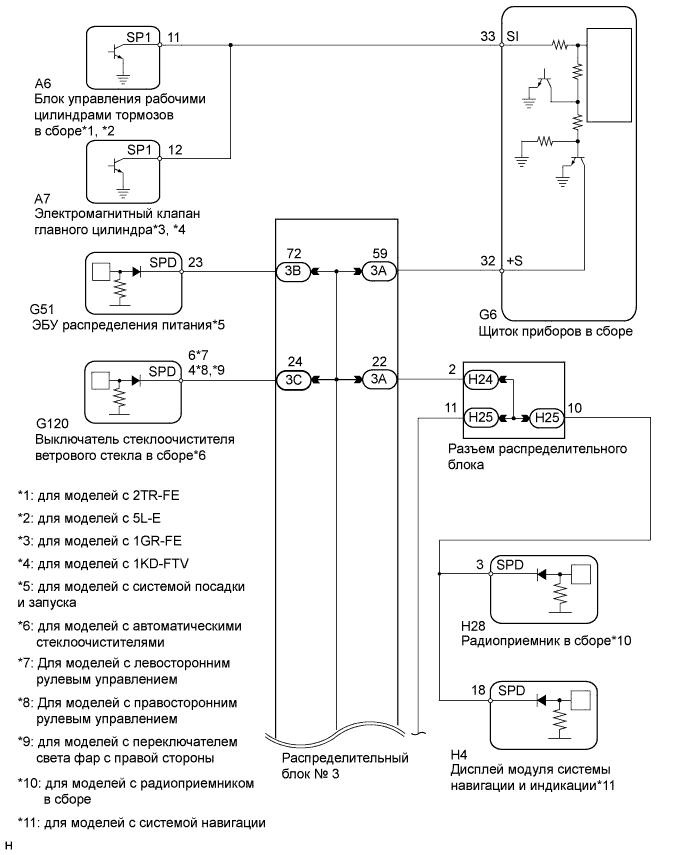 SP1 11
A6
Блок управления рабочими
цилиндрами тормозов
в сборе*1, *2
SP1 12
A7
Электромагнитный клапан
главного цилиндра*3, *4
33 SI
32 +S
G6
Щиток приборов в сборе
SPD 23
G51
ЭБУ распределения питания*5
72 59
3B 3A
6*7
SPD 4*8,*9
G120
Выключатель стеклоочистителя
ветрового стекла в сборе*6
24 22
3C 3A
2 H24
11 H25 H25 10
Разъем распределительного
блока
*1: для моделей с 2TR-FE
*2: для моделей с 5L-E
*3: для моделей с 1GR-FE
*4: для моделей с 1KD-FTV
*5: для моделей с системой посадки
и запуска
*6: для моделей с автоматическими
стеклоочистителями
*7: Для моделей с левосторонним
рулевым управлением
*8: Для моделей с правосторонним
рулевым управлением
*9: для моделей с переключателем
света фар с правой стороны
*10: для моделей с радиоприемником
в сборе
*11: для моделей с системой навигации
Распределительный
блок № 3
3 SPD
H28
Радиоприемник в сборе*10
18 SPD
H4
Дисплей модуля системы
навигации и индикации*11
H